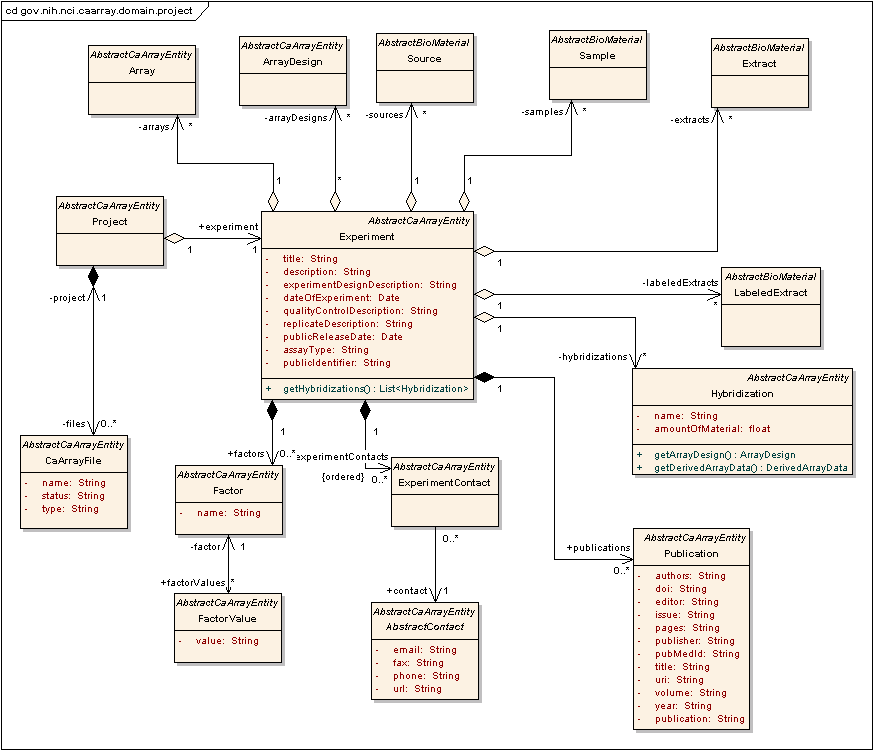 cd gov.nih.nci.caarray.domain.project
AbstractCaArrayEntity
Array
AbstractCaArrayEntity
ArrayDesign
AbstractBioMaterial
Source
AbstractBioMaterial
Sample
AbstractBioMaterial
Extract
-arrays
*
-arrayDesigns
*
-sources
*
-samples
*
-extracts
*
1
*
1
1
AbstractCaArrayEntity
Project
+experiment
1
1
AbstractCaArrayEntity
Experiment
- title: String
- description: String
- experimentDesignDescription: String
- dateOfExperiment: Date
- qualityControlDescription: String
- replicateDescription: String
- publicReleaseDate: Date
- assayType: String
- publicIdentifier: String
+ getHybridizations() : List<Hybridization>
1
-labeledExtracts
*
1
AbstractBioMaterial
LabeledExtract
1
-hybridizations
*
1
AbstractCaArrayEntity
Hybridization
- name: String
- amountOfMaterial: float
+ getArrayDesign() : ArrayDesign
+ getDerivedArrayData() : DerivedArrayData
-project
1
-files
0..*
AbstractCaArrayEntity
CaArrayFile
- name: String
- status: String
- type: String
1
+factors
0..*
1
experimentContacts
{ordered}
0..*
AbstractCaArrayEntity
Factor
- name: String
AbstractCaArrayEntity
ExperimentContact
-factor
1
+factorValues
*
AbstractCaArrayEntity
FactorValue
- value: String
0..*
+contact
1
AbstractCaArrayEntity
AbstractContact
- email: String
- fax: String
- phone: String
- url: String
+publications
0..*
AbstractCaArrayEntity
Publication
- authors: String
- doi: String
- editor: String
- issue: String
- pages: String
- publisher: String
- pubMedId: String
- title: String
- uri: String
- volume: String
- year: String
- publication: String